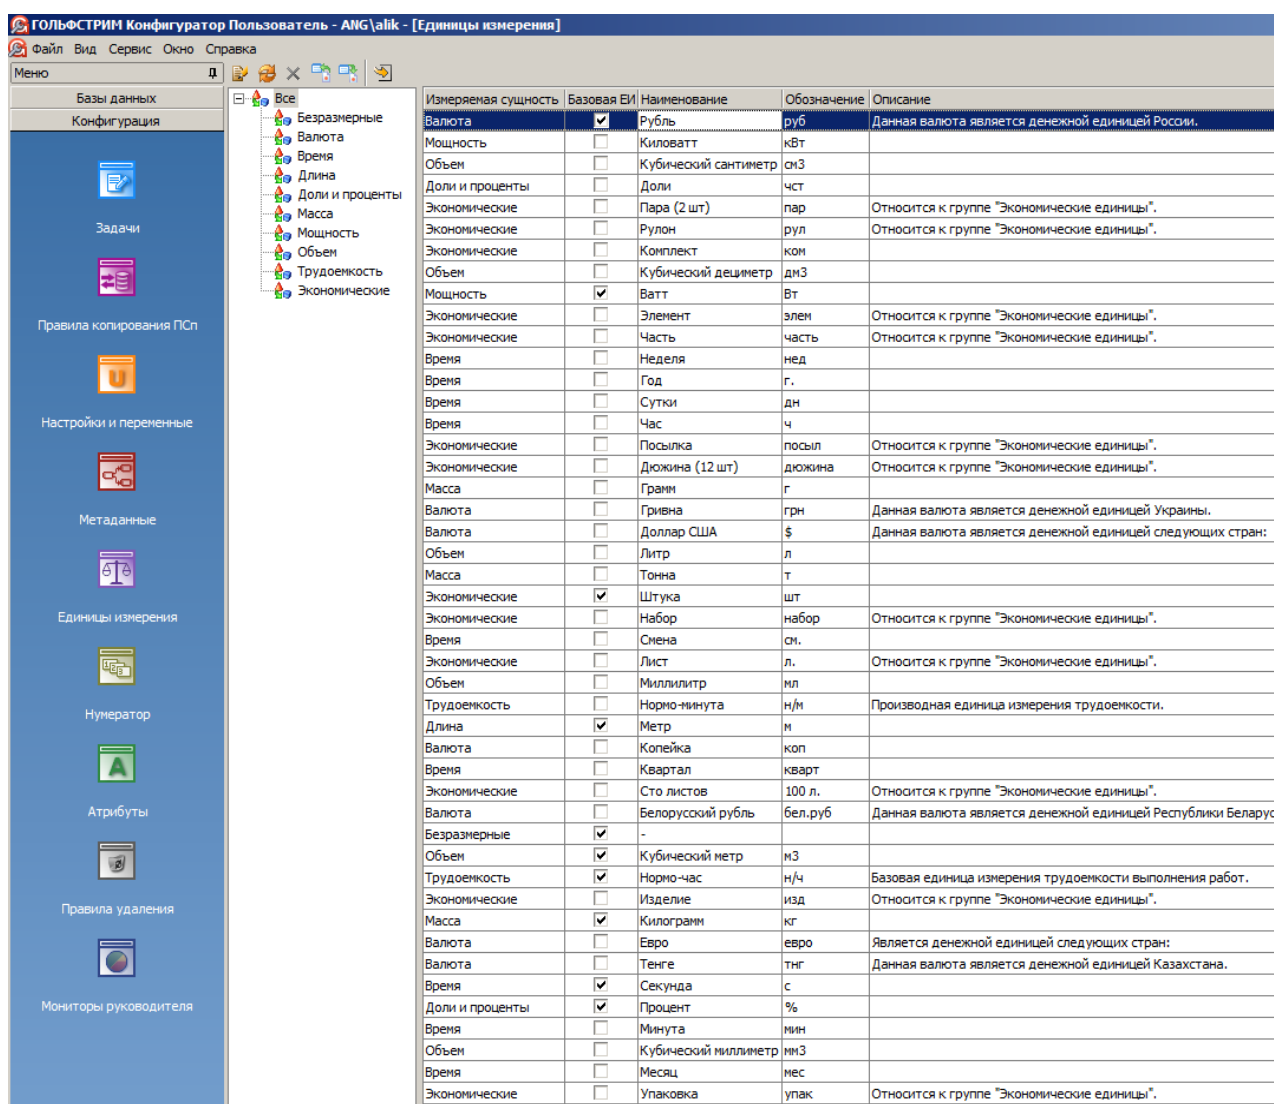 ГОЛЬФСТРИМ Конфигуратор Пользователь - ANG\alik - [Единицы измерения]
Файл Вид Сервис Окно Справка
Меню
Базы данных
Конфигурация
Задачи
Правила копирования ПСп
Настройки и переменные
Метаданные
Единицы измерения
Нумератор
Атрибуты
Правила удаления
Мониторы руководителя
Все
Безразмерные
Валюта
Время
Длина
Доли и проценты
Масса
Мощность
Объем
Трудоемкость
Экономические
Измеряемая сущность Базовая ЕИ Наименование Обозначение Описание
Валюта Рубль руб Данная валюта является денежной единицей России.
Мощность Киловатт кВт
Объем Кубический сантиметр см3
Доли и проценты Доли чст
Экономические Пара (2 шт) пар Относится к группе "Экономические единицы".
Экономические Рулон рул Относится к группе "Экономические единицы".
Экономические Комплект ком
Объем Кубический дециметр дм3
Мощность Ватт Вт
Экономические Элемент элем Относится к группе "Экономические единицы".
Экономические Часть часть Относится к группе "Экономические единицы".
Время Неделя нед
Время Год г.
Время Сутки дн
Время Час ч
Экономические Посылка посыл Относится к группе "Экономические единицы".
Экономические Дюжина (12 шт) дюжина Относится к группе "Экономические единицы".
Масса Грамм г
Валюта Гривна грн Данная валюта является денежной единицей Украины.
Валюта Доллар США $ Данная валюта является денежной единицей следующих стран:
Объем Литр л
Масса Тонна т
Экономические Штука шт
Экономические Набор набор Относится к группе "Экономические единицы".
Время Смена см.
Экономические Лист л. Относится к группе "Экономические единицы".
Объем Миллилитр мл
Трудоемкость Нормо-минута н/м Производная единица измерения трудоемкости.
Длина Метр м
Валюта Копейка коп
Время Квартал кварт
Экономические Сто листов 100 л. Относится к группе "Экономические единицы".
Валюта Белорусский рубль бел.руб Данная валюта является денежной единицей Республики Беларус
Безразмерные -
Объем Кубический метр м3
Трудоемкость Нормо-час н/ч Базовая единица измерения трудоемкости выполнения работ.
Экономические Изделие изд Относится к группе "Экономические единицы".
Масса Килограмм кг
Валюта Евро евро Является денежной единицей следующих стран:
Валюта Тенге тнг Данная валюта является денежной единицей Казахстана.
Время Секунда с
Доли и проценты Процент %
Время Минута мин
Объем Кубический миллиметр мм3
Время Месяц мес
Экономические Упаковка упак Относится к группе "Экономические единицы".